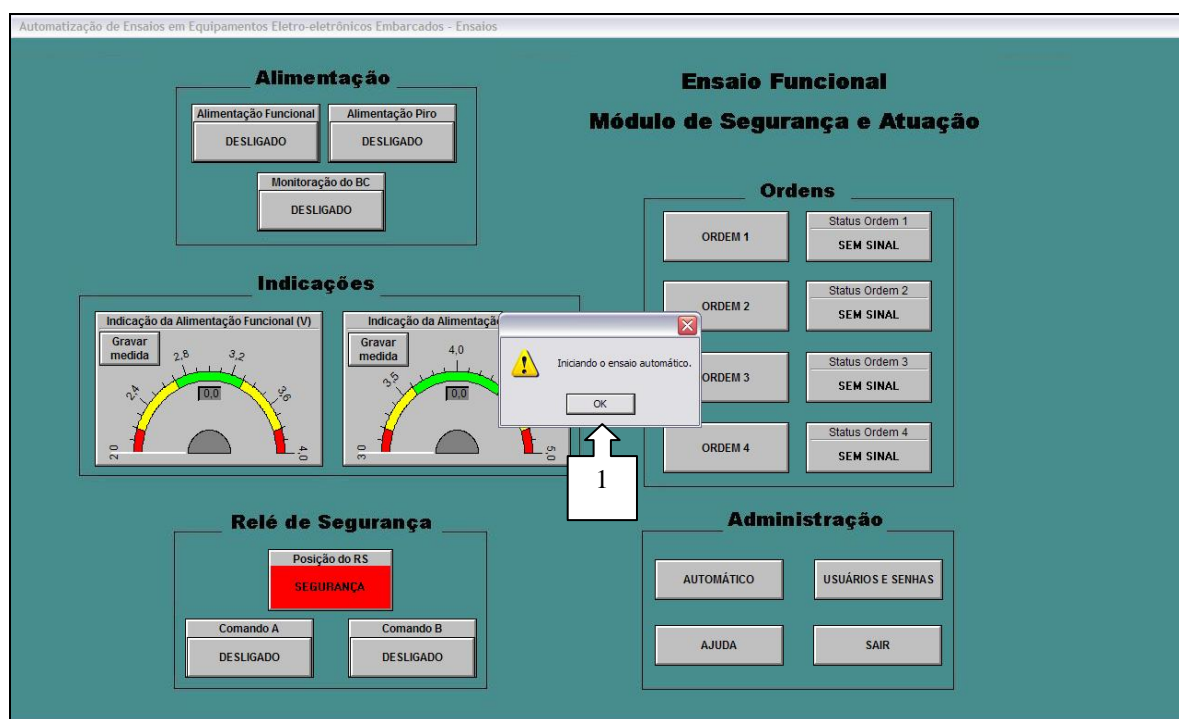 Automatização de Ensaios em Equipamentos Eletro-eletrônicos Embarcados - Ensaios
Alimentação
Alimentação Funcional
DESLIGADO
Alimentação Piro
DESLIGADO
Monitoração do BC
DESLIGADO
Ensaio Funcional
Módulo de Segurança e Atuação
Indicações
Indicação da Alimentação Funcional (V)
Gravar
medida
2,0
2,4
2,8
3,2
3,6
4,0
0,0
Indicação da Alimentação
Gravar
medida
3,0
3,5
4,0
5,0
0,0
Iniciando o ensaio automático.
OK
1
Ordens
ORDEM 1
Status Ordem 1
SEM SINAL
ORDEM 2
Status Ordem 2
SEM SINAL
ORDEM 3
Status Ordem 3
SEM SINAL
ORDEM 4
Status Ordem 4
SEM SINAL
Relé de Segurança
Posição do RS
SEGURANÇA
Comando A
DESLIGADO
Comando B
DESLIGADO
Administração
AUTOMÁTICO
USUÁRIOS E SENHAS
AJUDA
SAIR